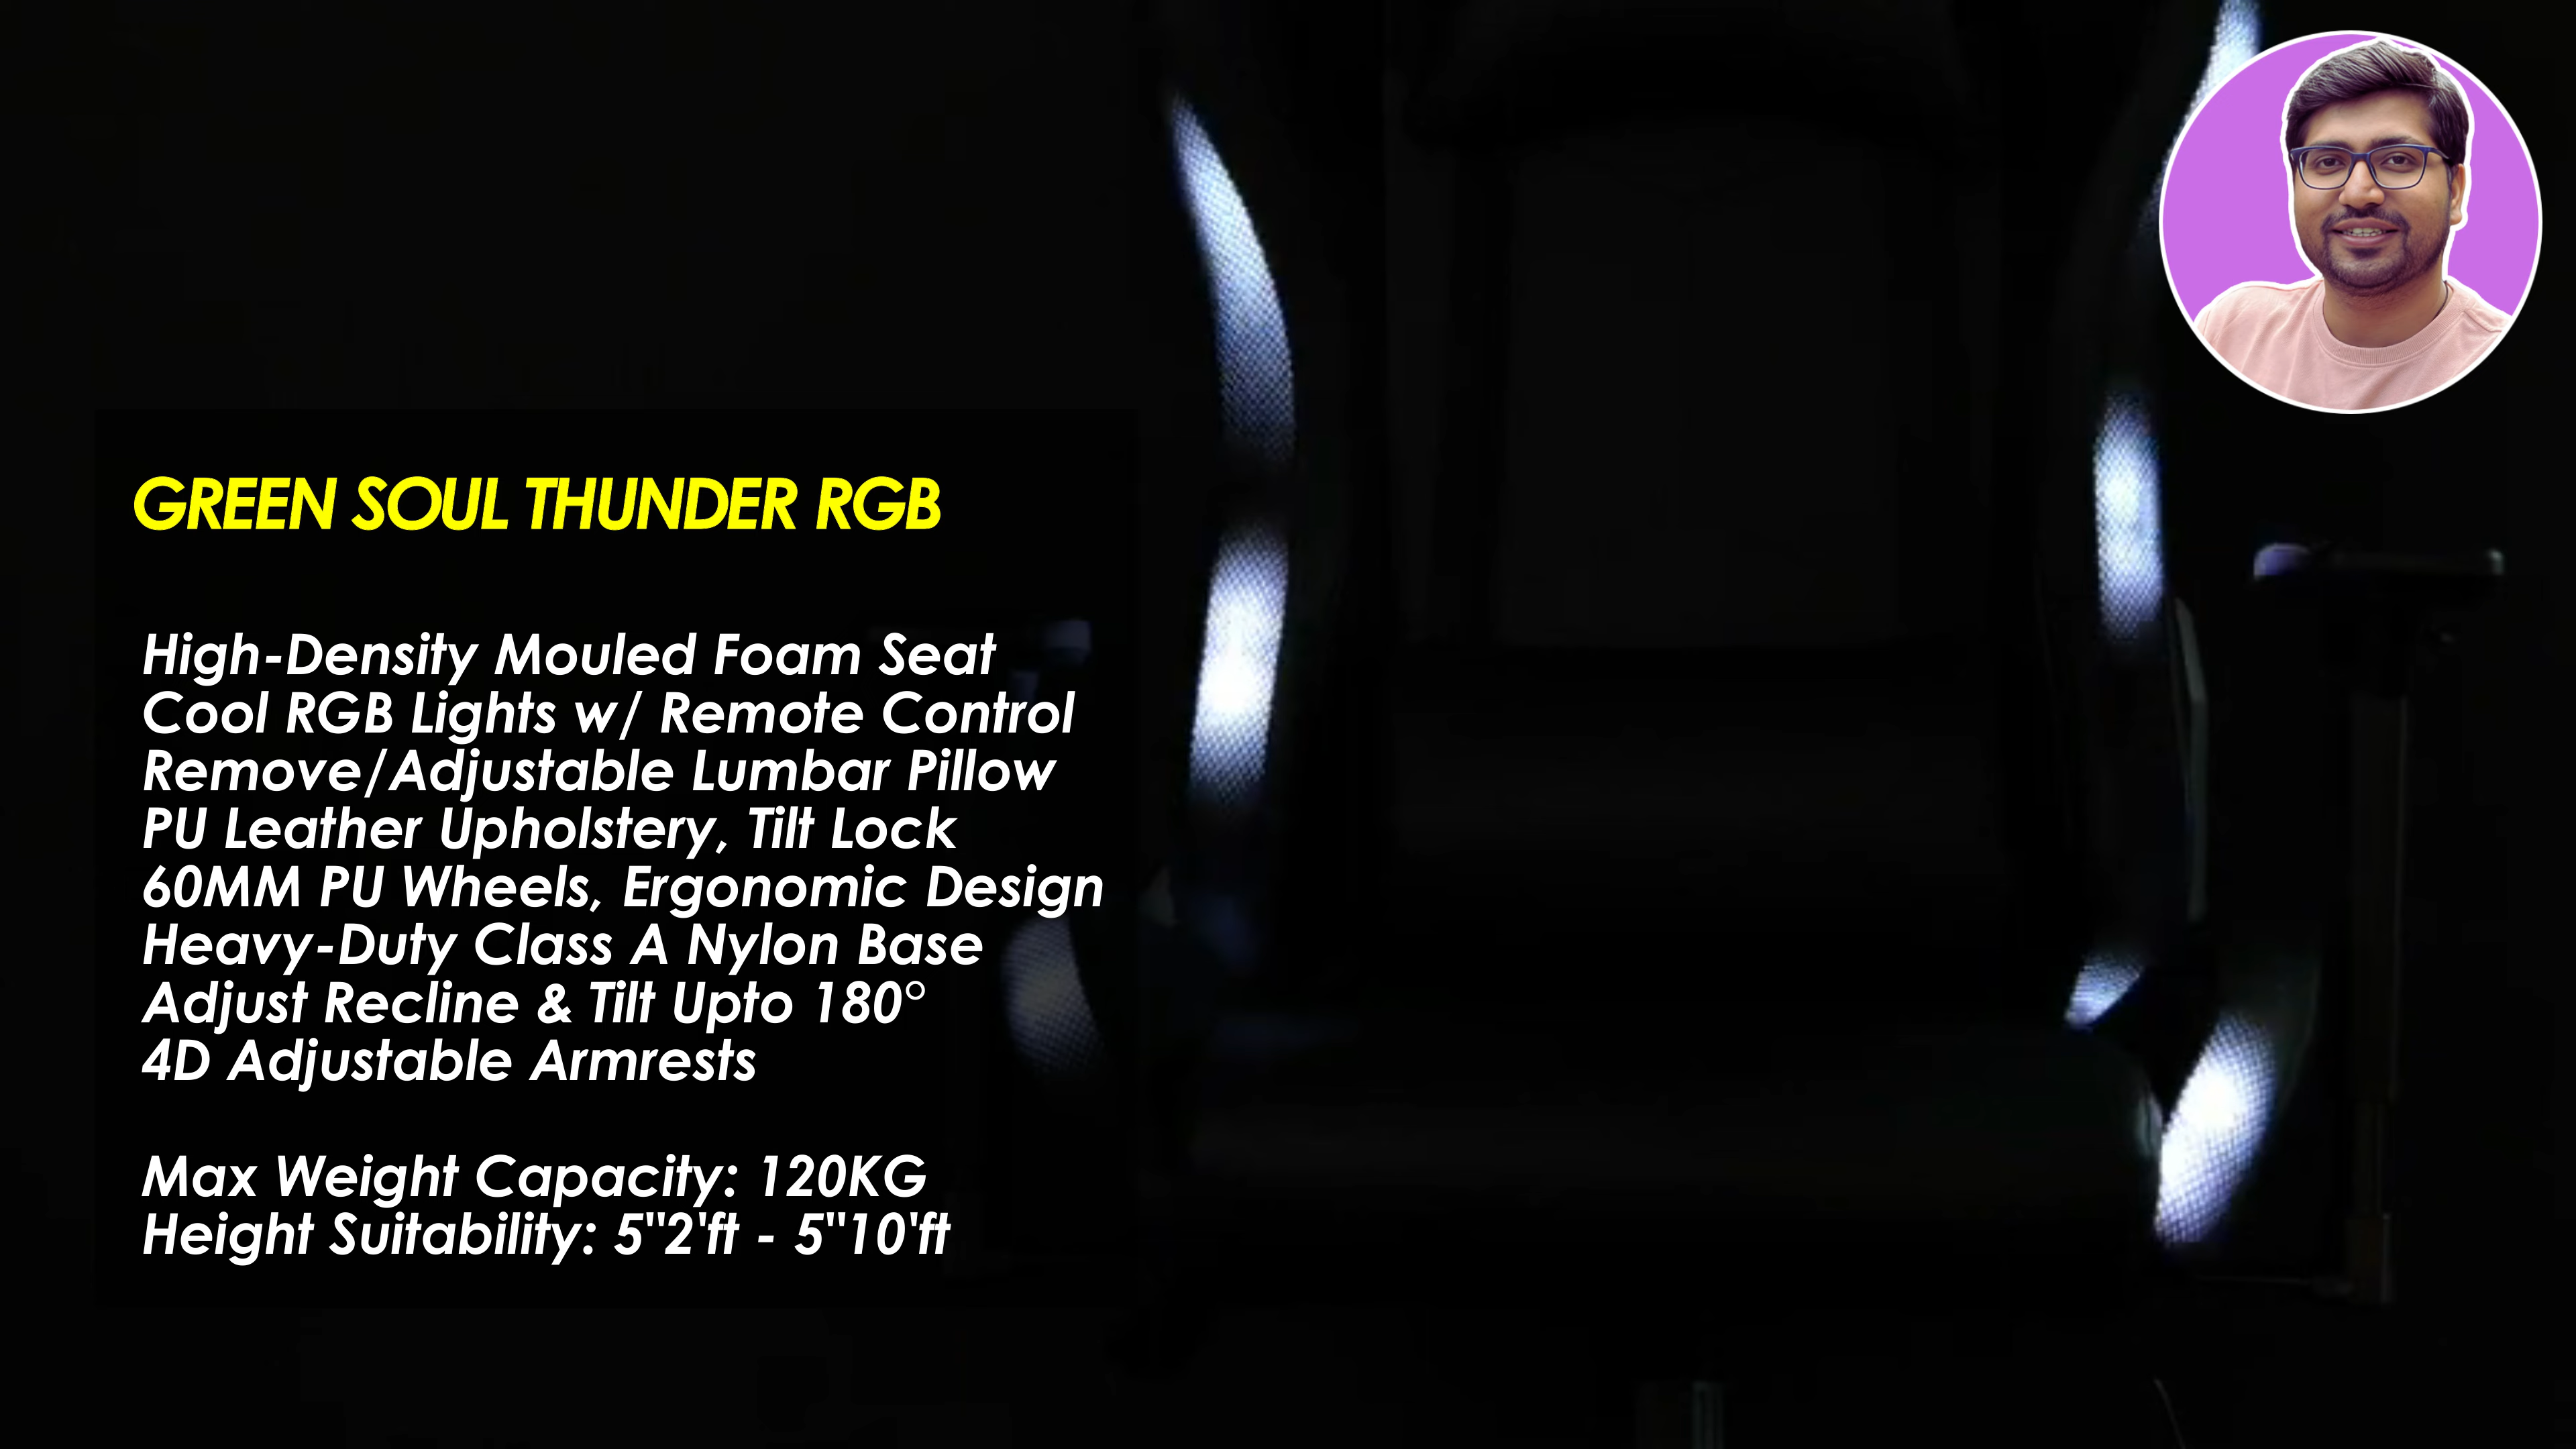 GREEN SOUL THUNDER RGB
High-Density Mouled Foam Seat
Cool RGB Lights w/ Remote Control
Remove/Adjustable Lumbar Pillow
PU Leather Upholstery, Tilt Lock
60MM PU Wheels, Ergonomic Design
Heavy-Duty Class A Nylon Base
Adjust Recline & Tilt Upto 180°
4D Adjustable Armrests
Max Weight Capacity: 120KG
Height Suitability: 5"2'ft - 5"10'ft